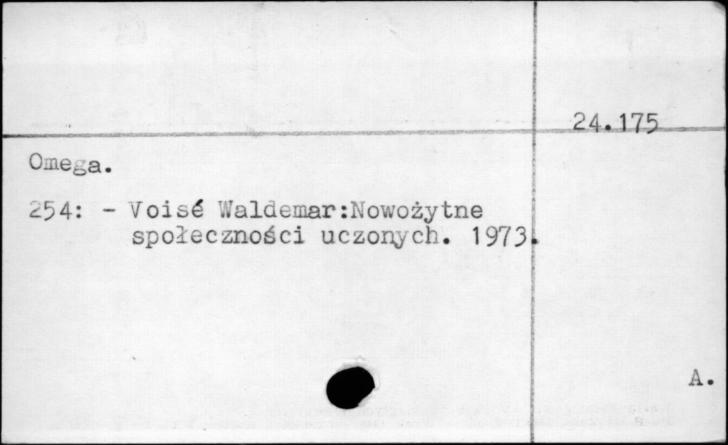 24.175
Omega.
254: - Voisé Waldemar:Nowożytne
społeczności uczonych. 1973.
A.